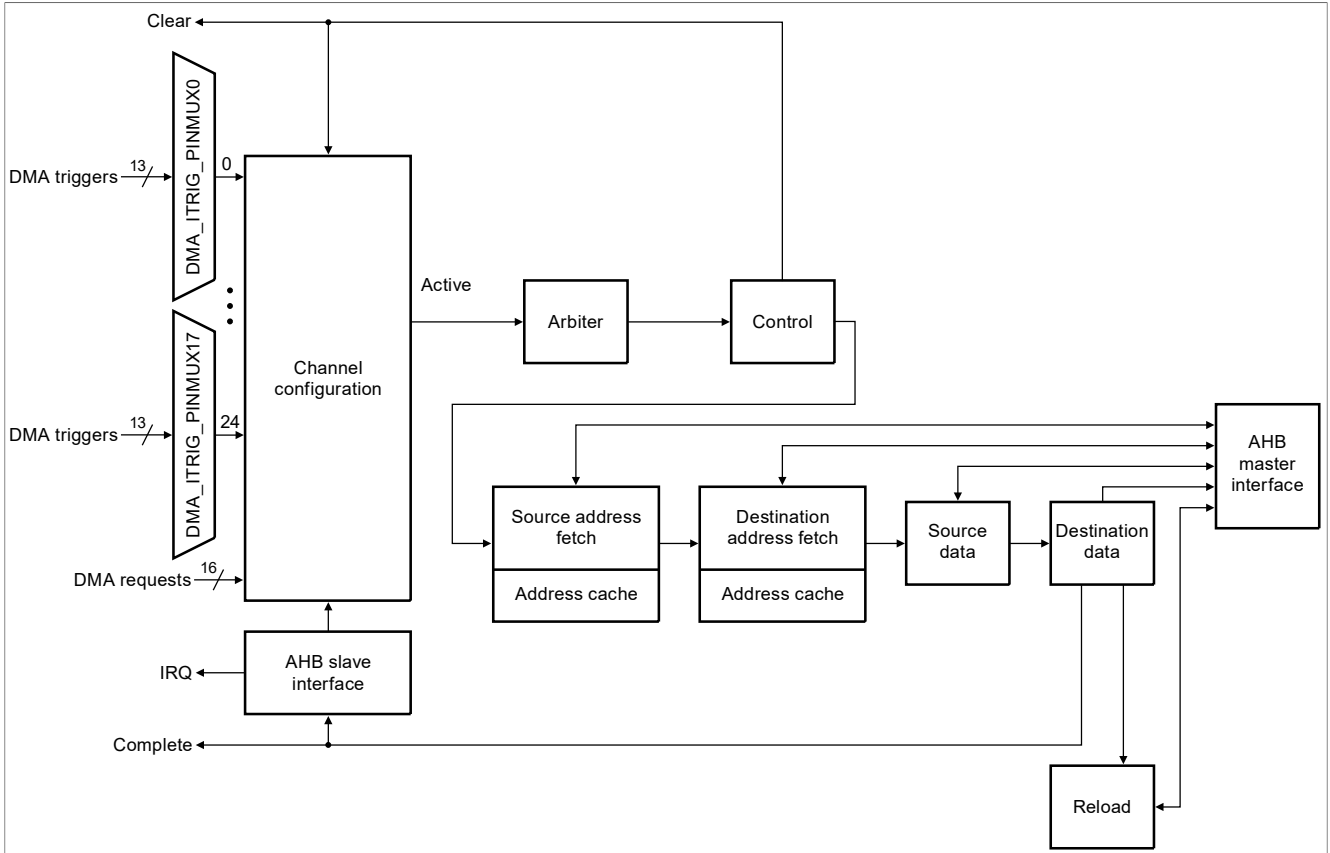 Clear
DMA_ITRIG_PINMUX0
DMA triggers
13
0
Active
Arbiter
Control
DMA_ITRIG_PINMUX17
Channel
configuration
DMA triggers
13
24
AHB
master
interface
Source address
fetch
Address cache
Destination
address fetch
Address cache
Source
data
Destination
data
DMA requests
16
AHB slave
interface
IRQ
Complete
Reload